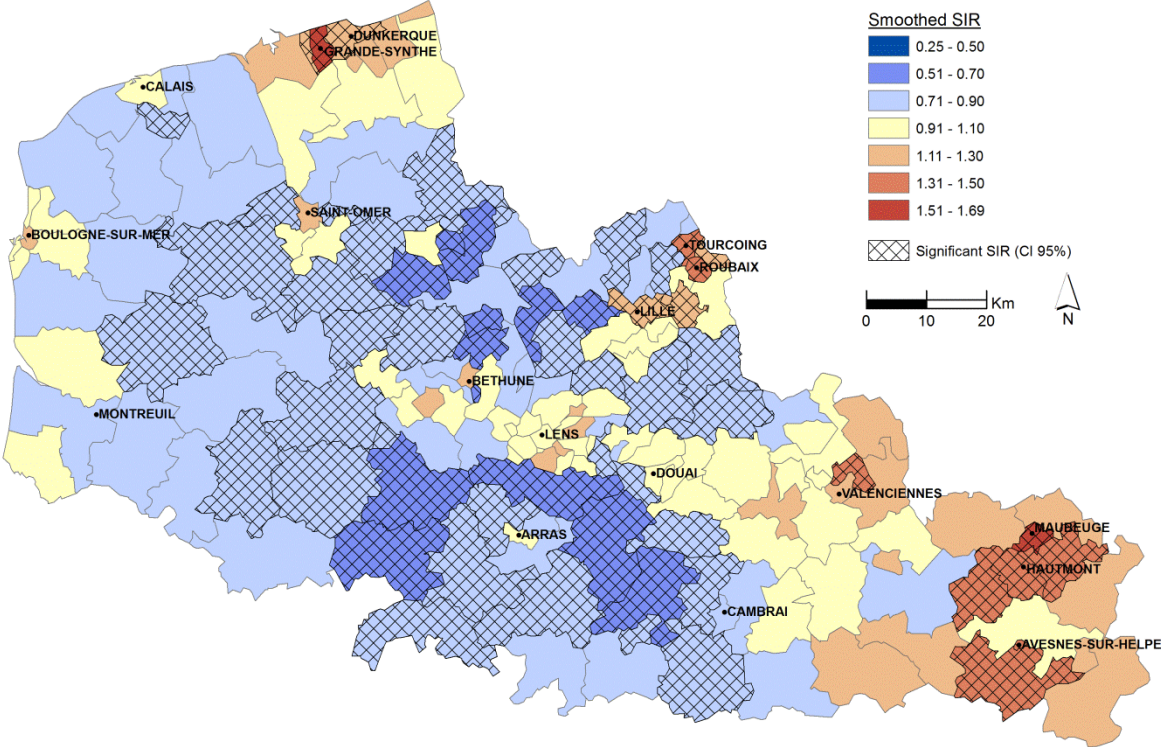 Smoothed SIR
0.25 - 0.50
0.51 - 0.70
0.71 - 0.90
0.91 - 1.10
1.11 - 1.30
1.31 - 1.50
1.51 - 1.69
Significant SIR (CI 95%)
Km
0 10 20
N
DUNKERQUE
GRANDE-SYNTHE
CALAIS
SAINT-OMER
BOULOGNE-SUR-MER
TOURCOING
ROUBAIX
LILLE
BETHUNE
MONTREUIL
LENS
DOUAI
VALENCIENNES
ARRAS
MAUBEUGE
HAUTMONT
CAMBRAI
AVESNES-SUR-HELPE